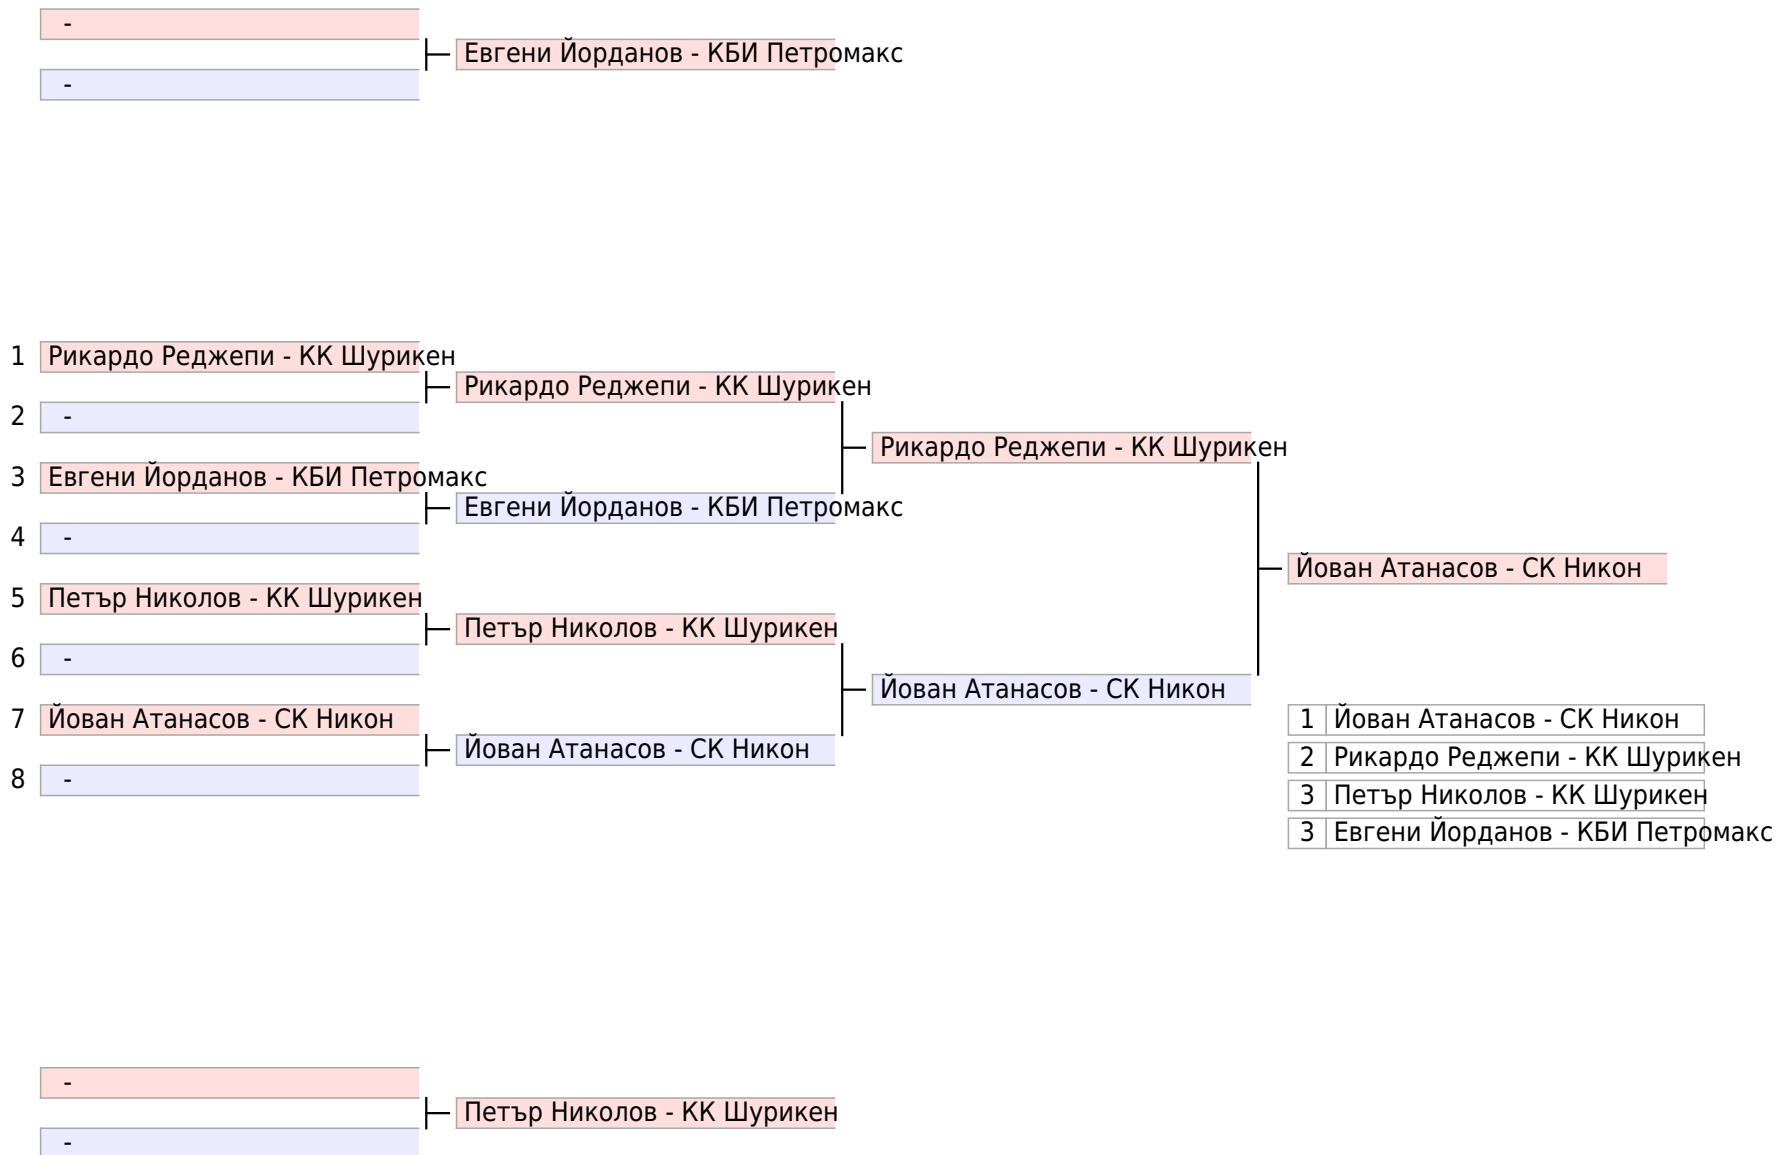 -
Евгени Йорданов - КБИ Петромакс
-
1 Рикардо Реджепи - КК Шурикен
Рикардо Реджепи - КК Шурикен
2 -
Рикардо Реджепи - КК Шурикен
3 Евгени Йорданов - КБИ Петромакс
Евгени Йорданов - КБИ Петромакс
4 -
Йован Атанасов - СК Никон
5 Петър Николов - КК Шурикен
Петър Николов - КК Шурикен
6 -
Йован Атанасов - СК Никон
7 Йован Атанасов - СК Никон
1 Йован Атанасов - СК Никон
Йован Атанасов - СК Никон
2 Рикардо Реджепи - КК Шурикен
8 -
3 Петър Николов - КК Шурикен
3 Евгени Йорданов - КБИ Петромакс
-
Петър Николов - КК Шурикен
-